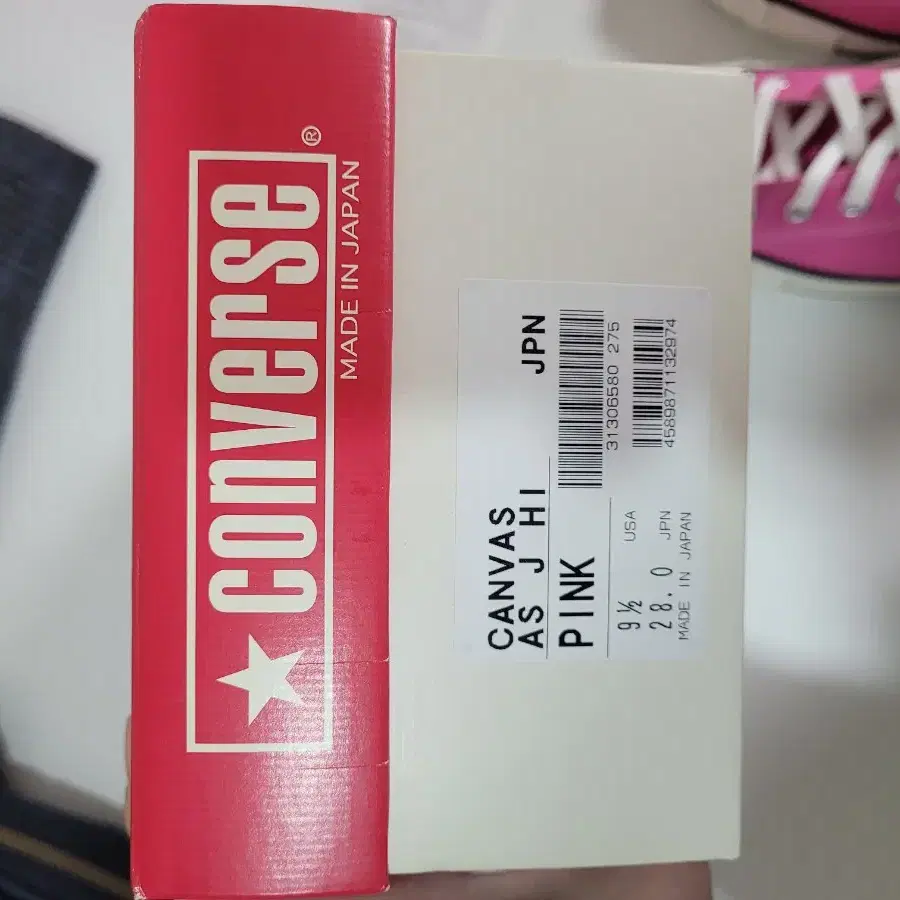 converse®
MADE IN JAPAN
CANVAS
AS J HI JPN
PINK
31306580 275
9½ USA
28.0 JPN
4589871132974
MADE IN JAPAN